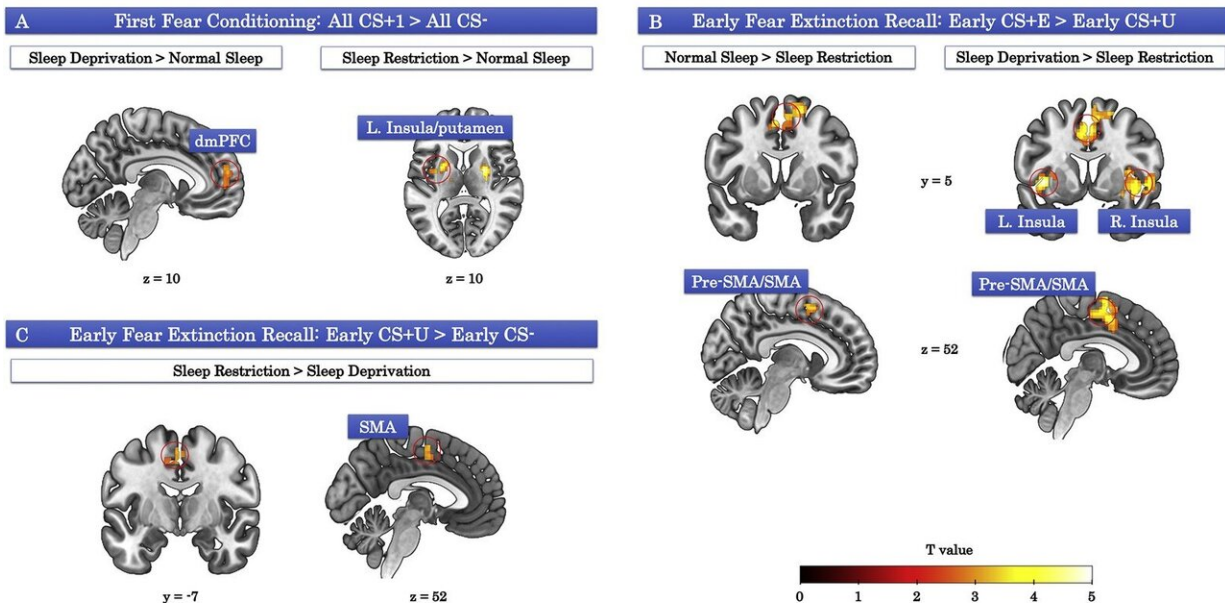 A First Fear Conditioning: All CS+1 > All CS-
Sleep Deprivation > Normal Sleep
Sleep Restriction > Normal Sleep
dmPFC
L. Insula/putamen
z = 10
z = 10
B Early Fear Extinction Recall: Early CS+E > Early CS+U
Normal Sleep > Sleep Restriction
Sleep Deprivation > Sleep Restriction
y = 5
L. Insula
R. Insula
Pre-SMA/SMA
Pre-SMA/SMA
z = 52
C Early Fear Extinction Recall: Early CS+U > Early CS-
Sleep Restriction > Sleep Deprivation
SMA
y = -7
z = 52
T value
0 1 2 3 4 5